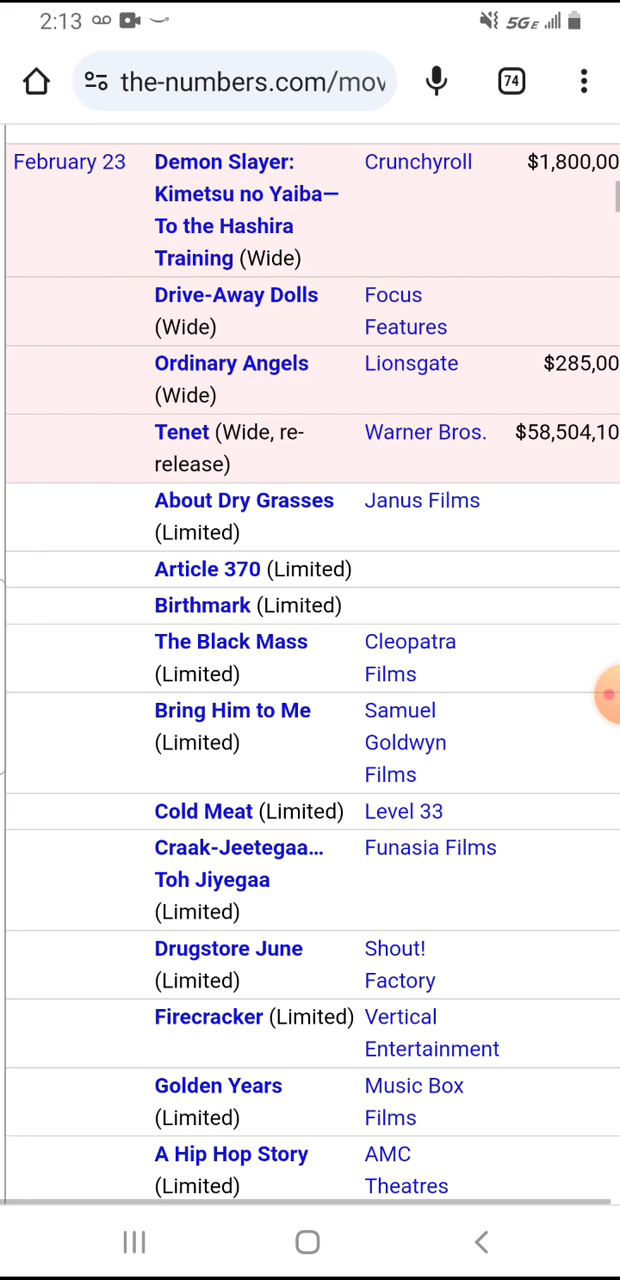 2:13
5GE
the-numbers.com/mov
74
February 23 Demon Slayer: Crunchyroll $1,800,00
Kimetsu no Yaiba—
To the Hashira
Training (Wide)
Drive-Away Dolls Focus
(Wide) Features
Ordinary Angels Lionsgate $285,00
(Wide)
Tenet (Wide, re- Warner Bros. $58,504,10
release)
About Dry Grasses Janus Films
(Limited)
Article 370 (Limited)
Birthmark (Limited)
The Black Mass Cleopatra
(Limited) Films
Bring Him to Me Samuel
(Limited) Goldwyn
Films
Cold Meat (Limited) Level 33
Craak-Jeetegaa... Funasia Films
Toh Jiyegaa
(Limited)
Drugstore June Shout!
(Limited) Factory
Firecracker (Limited) Vertical
Entertainment
Golden Years Music Box
(Limited) Films
A Hip Hop Story AMC
(Limited) Theatres